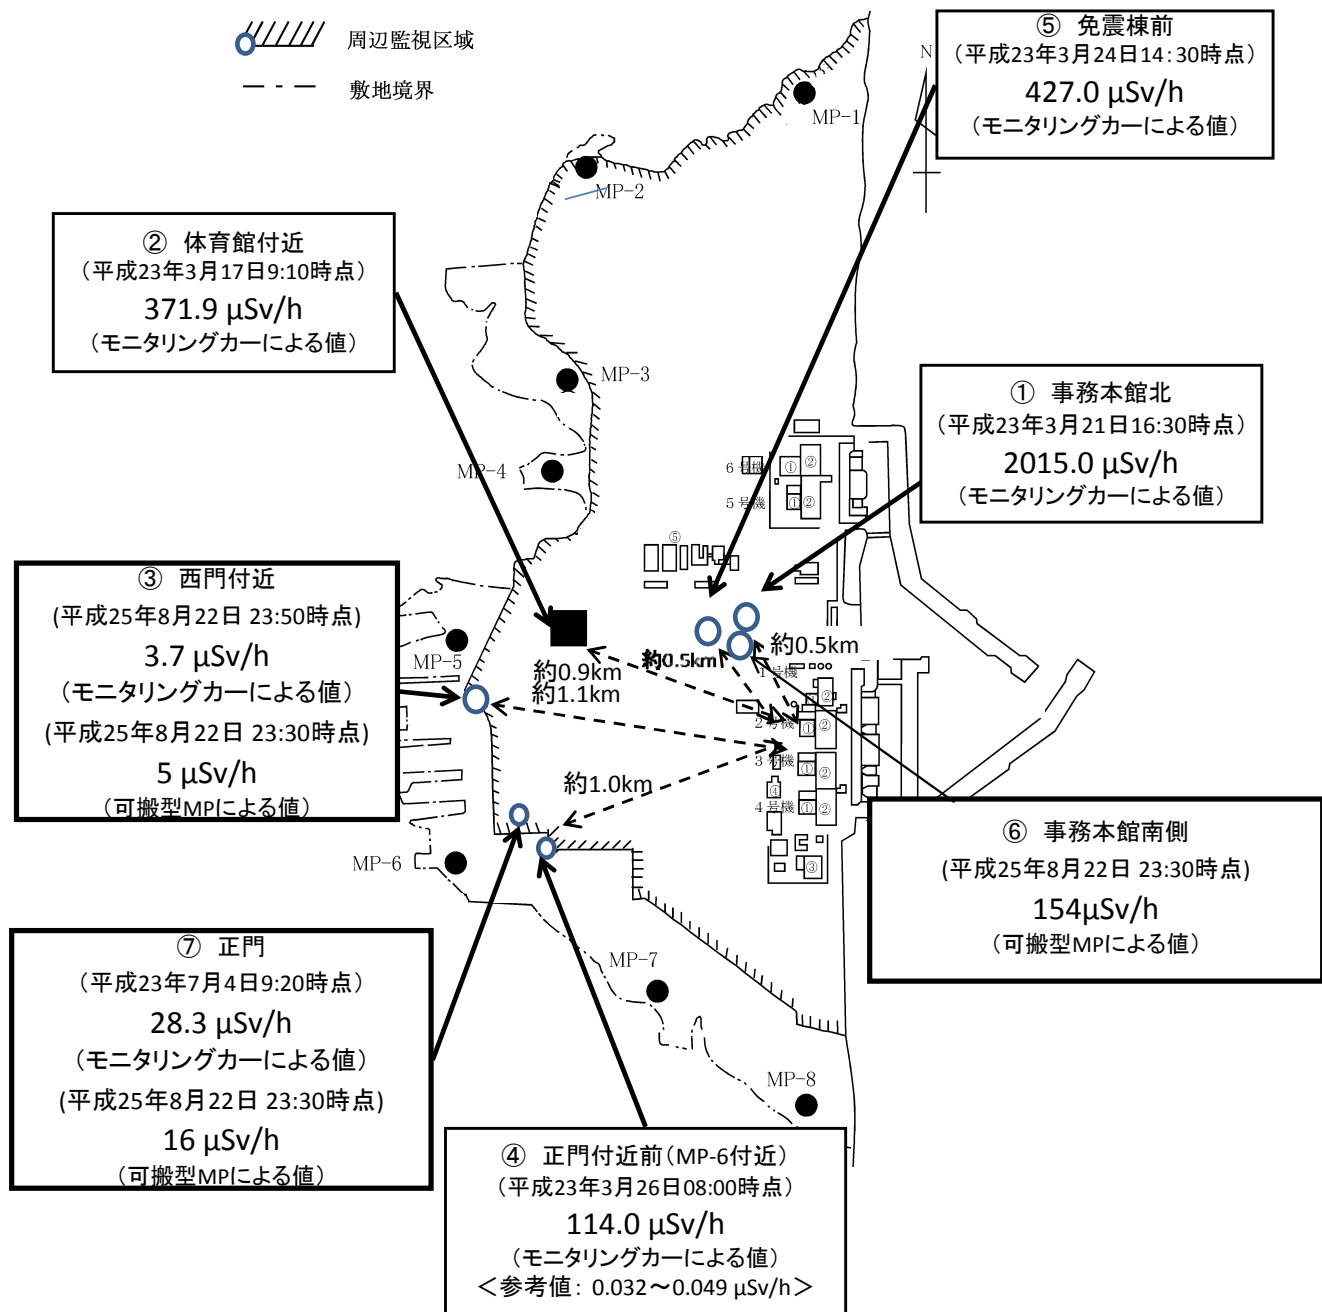 周辺監視区域
敷地境界
⑤ 免震棟前
(平成23年3月24日14:30時点)
427.0 µSv/h
(モニタリングカーによる値)
N
MP-1
MP-2
② 体育館付近
(平成23年3月17日9:10時点)
371.9 µSv/h
(モニタリングカーによる値)
MP-3
① 事務本館北
(平成23年3月21日16:30時点)
2015.0 µSv/h
(モニタリングカーによる値)
MP-4
6号機
① ②
5号機
① ②
⑤
③ 西門付近
(平成25年8月22日 23:50時点)
3.7 µSv/h
(モニタリングカーによる値)
(平成25年8月22日 23:30時点)
5 µSv/h
(可搬型MPによる値)
MP-5
約0.9km
約1.1km
約0.5km
約0.5km
1号機
②
2号機
① ②
3号機
① ②
④
4号機
① ②
③
約1.0km
MP-6
⑥ 事務本館南側
(平成25年8月22日 23:30時点)
154µSv/h
(可搬型MPによる値)
⑦ 正門
(平成23年7月4日9:20時点)
28.3 µSv/h
(モニタリングカーによる値)
(平成25年8月22日 23:30時点)
16 µSv/h
(可搬型MPによる値)
MP-7
MP-8
④ 正門付近前(MP-6付近)
(平成23年3月26日08:00時点)
114.0 µSv/h
(モニタリングカーによる値)
<参考値: 0.032~0.049 µSv/h>